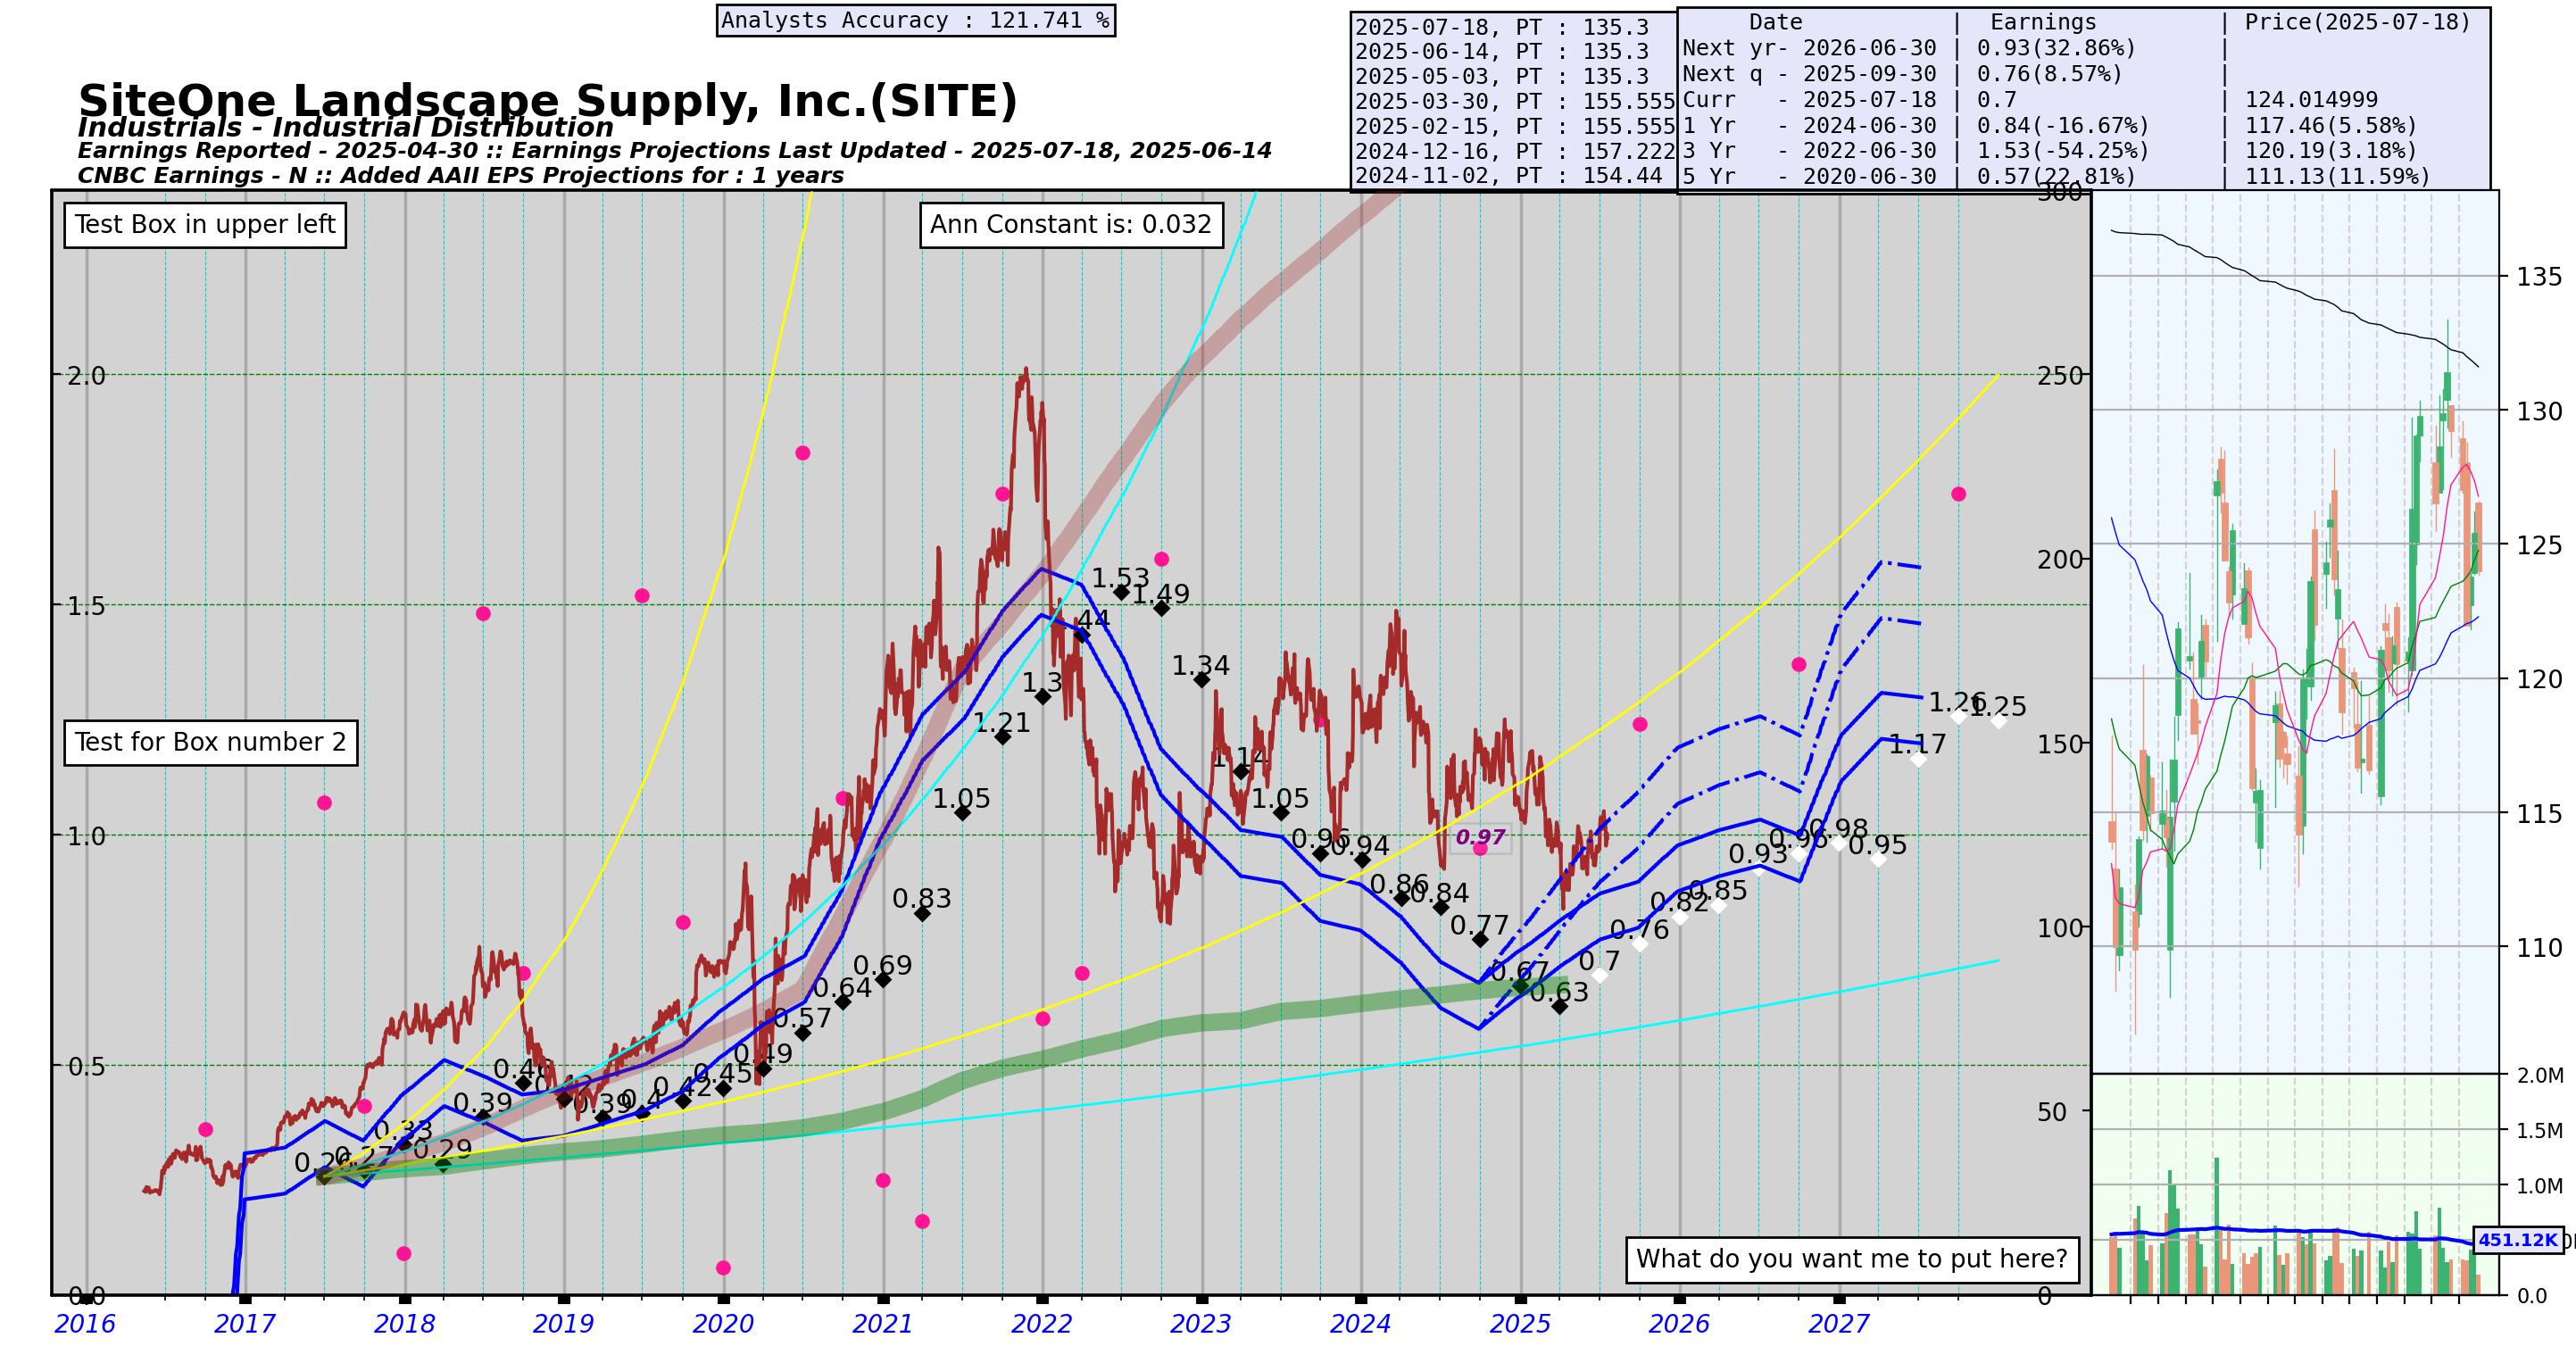 Analysts Accuracy : 121.741 %
2025-07-18, PT : 135.3
2025-06-14, PT : 135.3
2025-05-03, PT : 135.3
2025-03-30, PT : 155.555
2025-02-15, PT : 155.555
2024-12-16, PT : 157.222
2024-11-02, PT : 154.44
Date | Earnings | Price(2025-07-18)
Next yr- 2026-06-30 | 0.93(32.86%) |
Next q - 2025-09-30 | 0.76(8.57%) |
Curr - 2025-07-18 | 0.7 | 124.014999
1 Yr - 2024-06-30 | 0.84(-16.67%) | 117.46(5.58%)
3 Yr - 2022-06-30 | 1.53(-54.25%) | 120.19(3.18%)
5 Yr - 2020-06-30 | 0.57(22.81%) | 111.13(11.59%)
SiteOne Landscape Supply, Inc.(SITE)
Industrials - Industrial Distribution
Earnings Reported - 2025-04-30 :: Earnings Projections Last Updated - 2025-07-18, 2025-06-14
CNBC Earnings - N :: Added AAII EPS Projections for : 1 years
Test Box in upper left
Ann Constant is: 0.032
Test for Box number 2
What do you want me to put here?
2.0
1.5
1.0
0.5
0.0
300
250
200
150
100
50
0
135
130
125
120
115
110
2.0M
1.5M
1.0M
451.12K
0.0
0.27
0.33
0.29
0.39
0.46
0.39
0.4
0.42
0.45
0.49
0.57
0.64
0.69
0.83
1.05
1.21
1.3
1.53
1.49
1.34
1.14
1.05
0.96
0.94
0.86
0.84
0.77
0.97
0.67
0.63
0.7
0.76
0.82
0.85
0.93
0.96
0.98
0.95
1.17
1.26
1.25
2016 2017 2018 2019 2020 2021 2022 2023 2024 2025 2026 2027